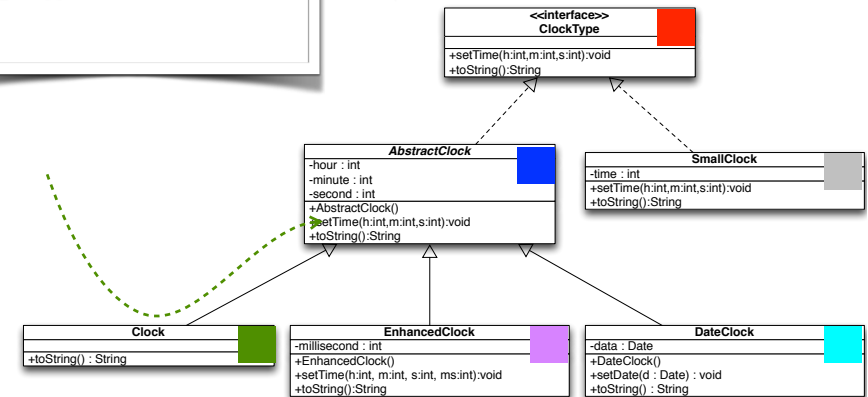 <<interface>>
ClockType
+setTime(h:int,m:int,s:int):void
+toString():String
AbstractClock
-hour : int
-minute : int
-second : int
+AbstractClock()
+setTime(h:int,m:int,s:int):void
+toString():String
SmallClock
-time : int
+setTime(h:int,m:int,s:int):void
+toString():String
Clock
+toString() : String
EnhancedClock
-millisecond : int
+EnhancedClock()
+setTime(h:int, m:int, s:int, ms:int):void
+toString():String
DateClock
-data : Date
+DateClock()
+setDate(d : Date) : void
+toString() : String